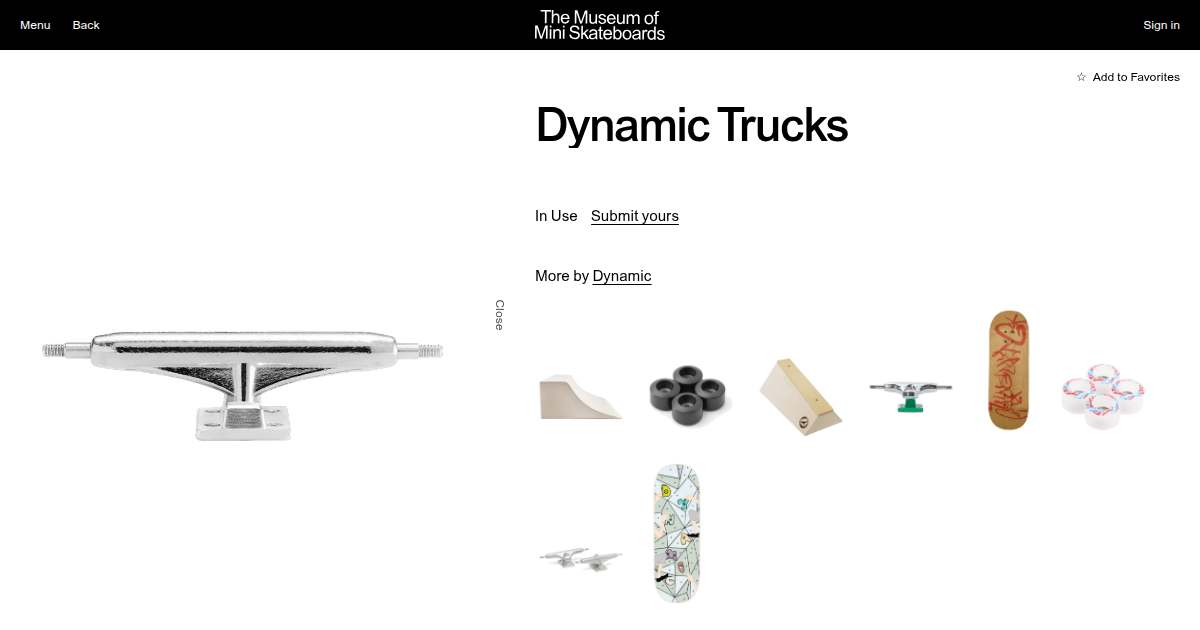 Menu
Back
The Museum of
Mini Skateboards
Sign in
☆ Add to Favorites
Dynamic Trucks
In Use Submit yours
More by Dynamic
Close